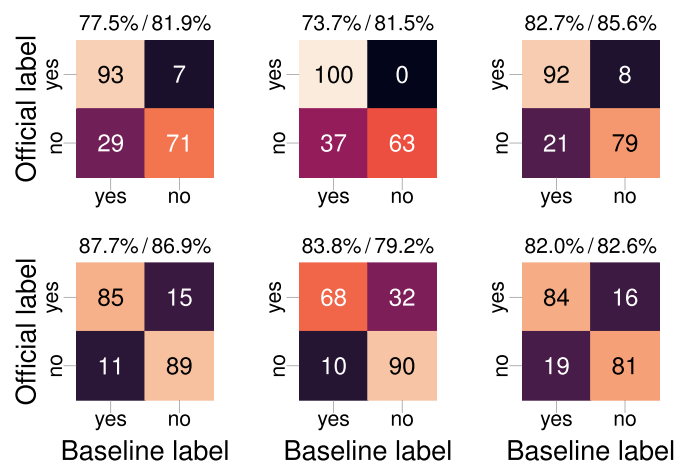 77.5% / 81.9%
73.7% / 81.5%
82.7% / 85.6%
Official label
yes
93
7
yes
100
0
yes
92
8
no
29
71
no
37
63
no
21
79
yes
no
yes
no
yes
no
87.7% / 86.9%
83.8% / 79.2%
82.0% / 82.6%
Official label
yes
85
15
yes
68
32
yes
84
16
no
11
89
no
10
90
no
19
81
yes
no
yes
no
yes
no
Baseline label
Baseline label
Baseline label